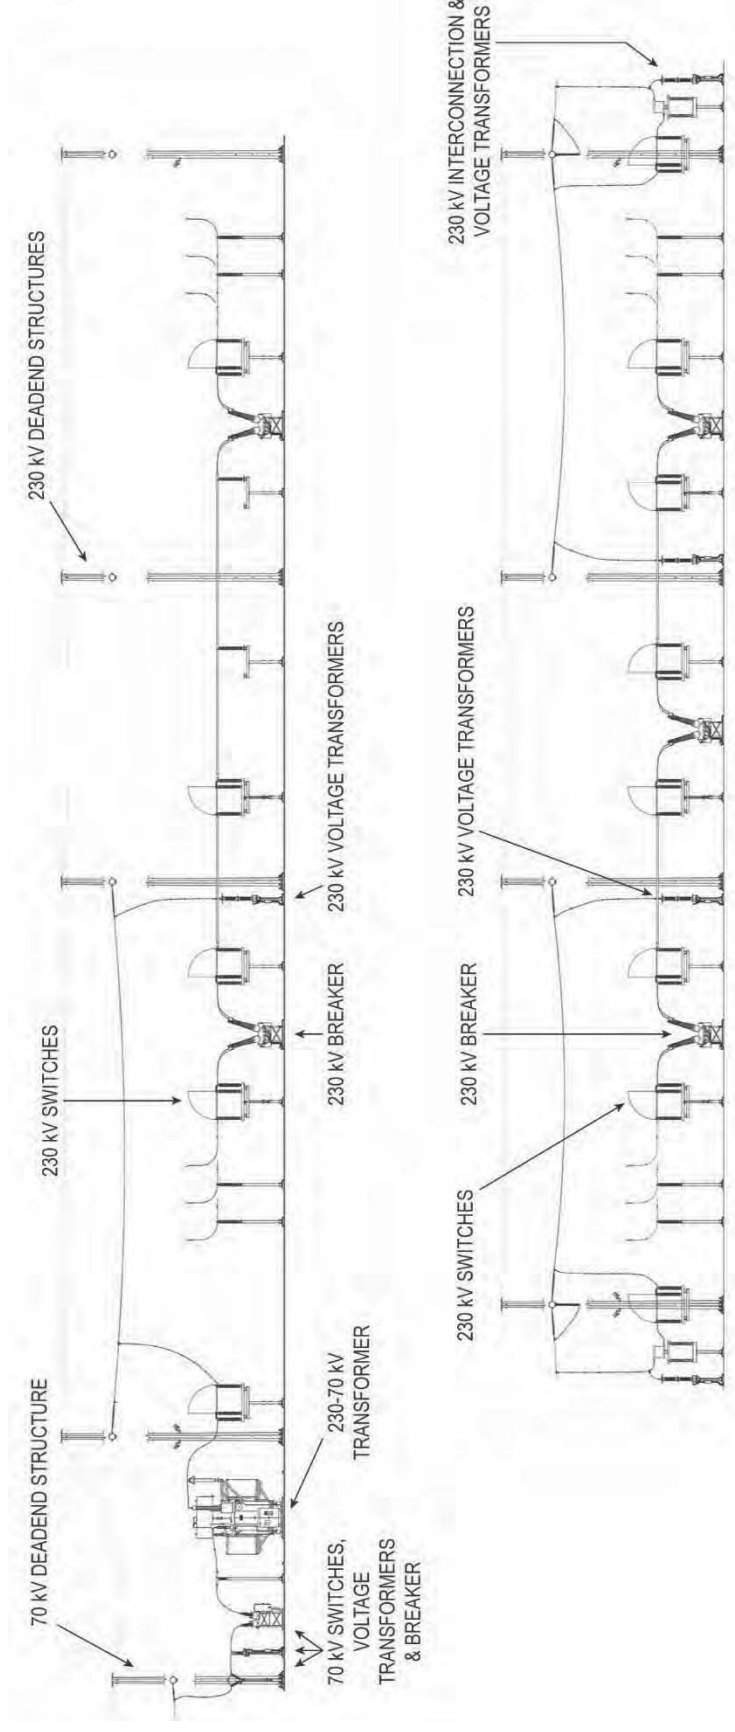 70 kV DEADEND STRUCTURE
230 kV SWITCHES
230 kV DEADEND STRUCTURES
70 kV SWITCHES,
VOLTAGE
TRANSFORMERS
& BREAKER
230-70 kV
TRANSFORMER
230 kV BREAKER
230 kV VOLTAGE TRANSFORMERS
230 kV SWITCHES
230 kV BREAKER
230 kV VOLTAGE TRANSFORMERS
230 kV INTERCONNECTION &
VOLTAGE TRANSFORMERS